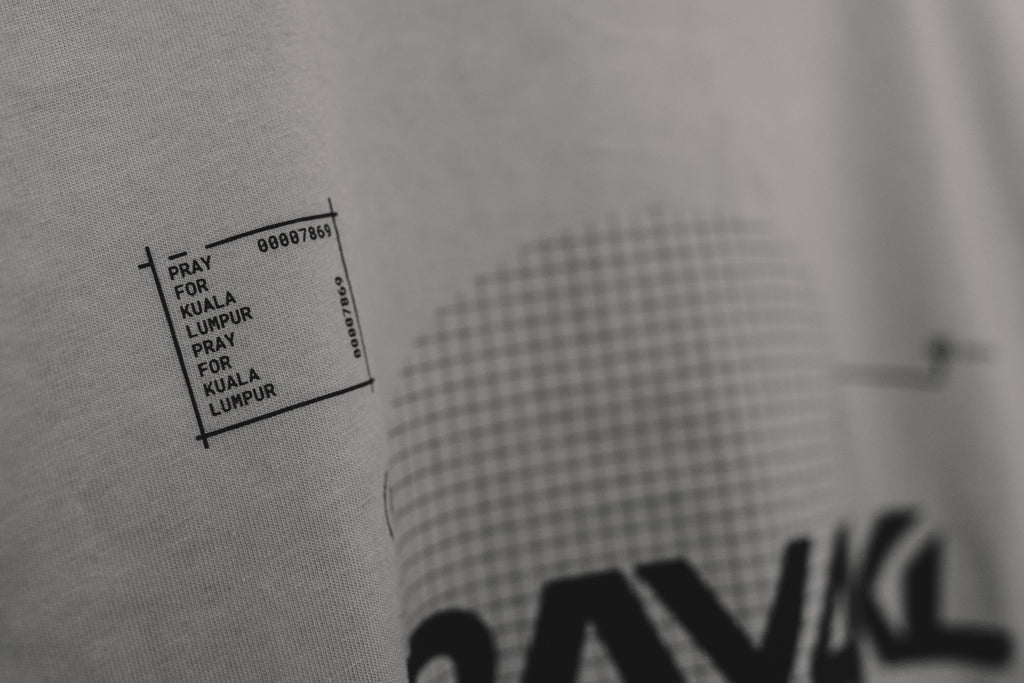 00007869
PRAY
FOR
KUALA
LUMPUR
PRAY
FOR
KUALA
LUMPUR
00007869